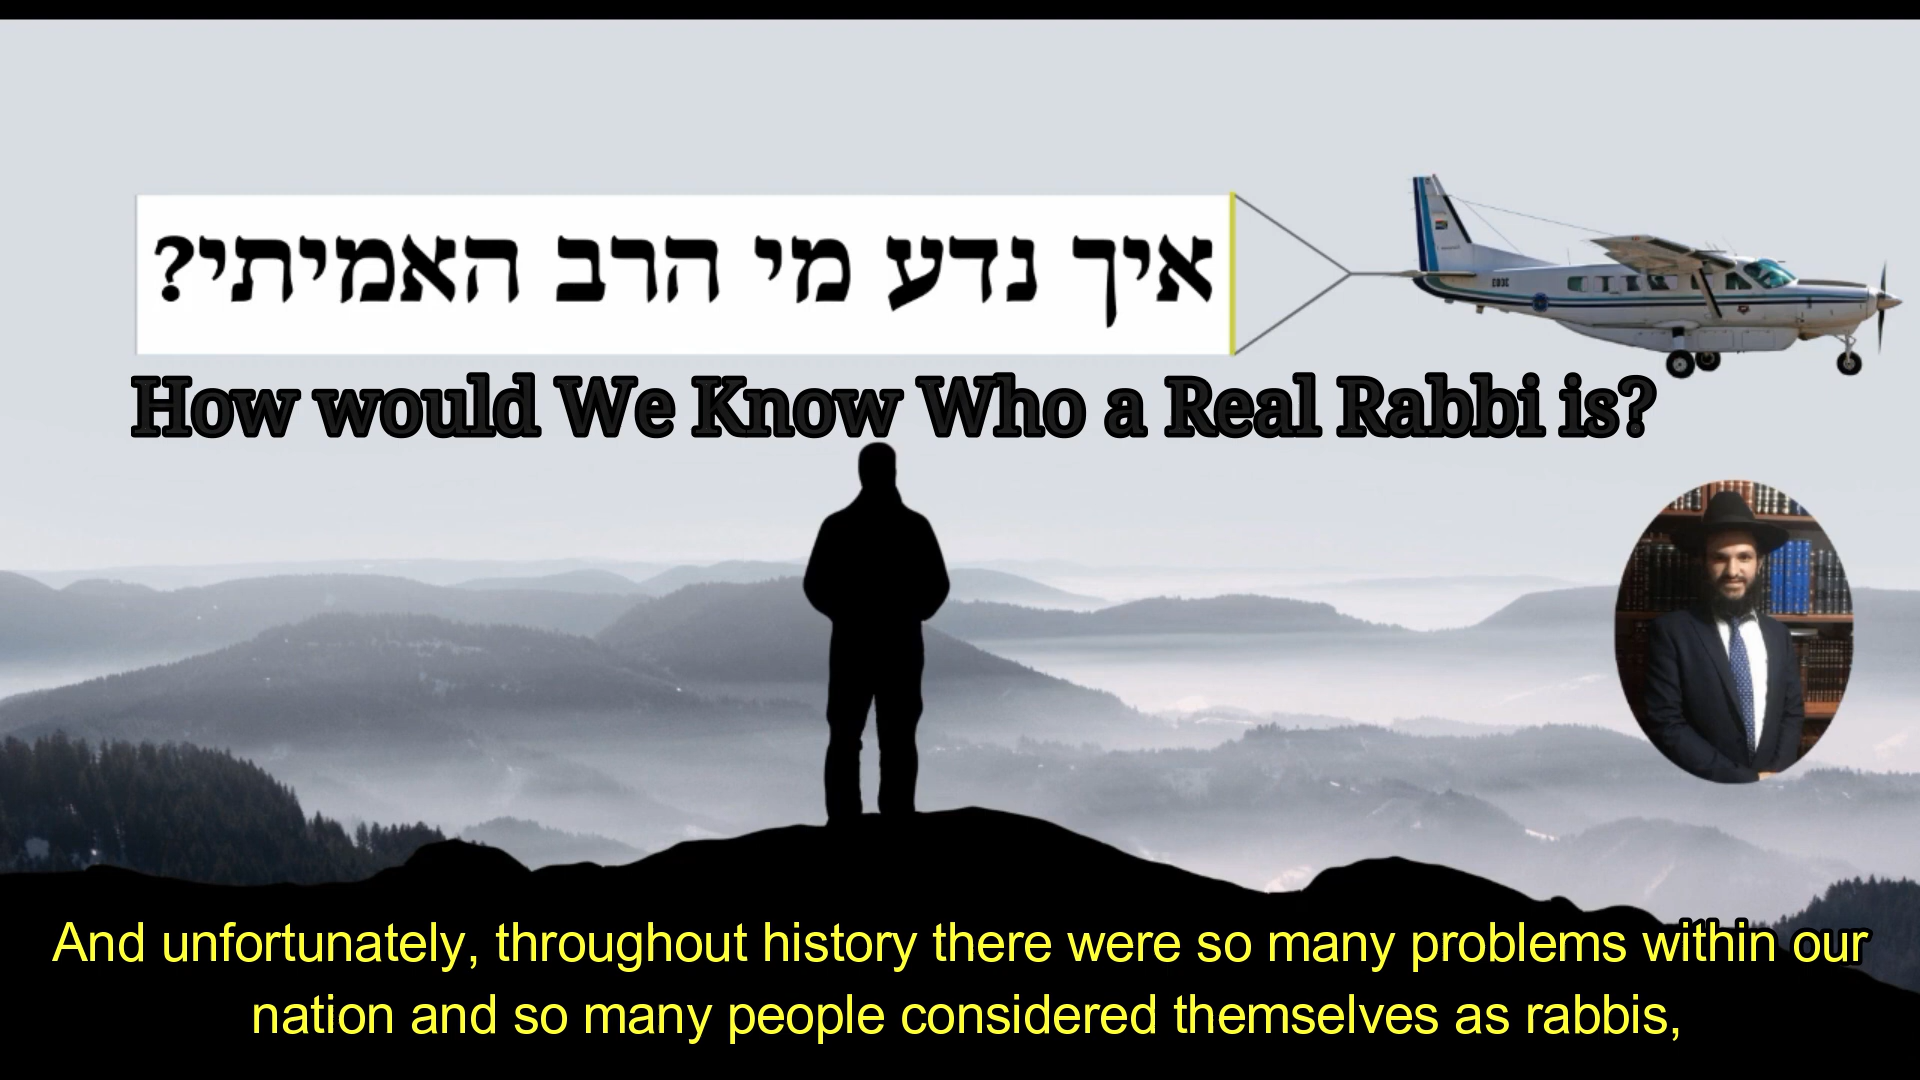 איך נדע מי הרב האמיתי?
How would We Know Who a Real Rabbi is?
And unfortunately, throughout history there were so many problems within our
nation and so many people considered themselves as rabbis,